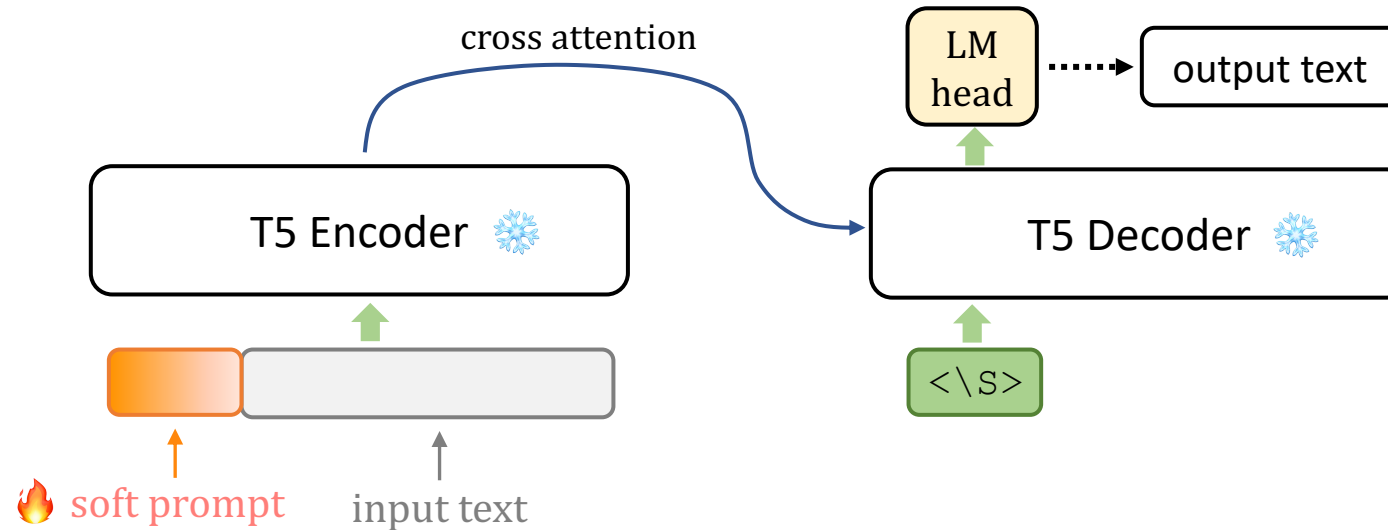 cross attention
LM
head
output text
T5 Encoder
T5 Decoder
<\S>
soft prompt
input text